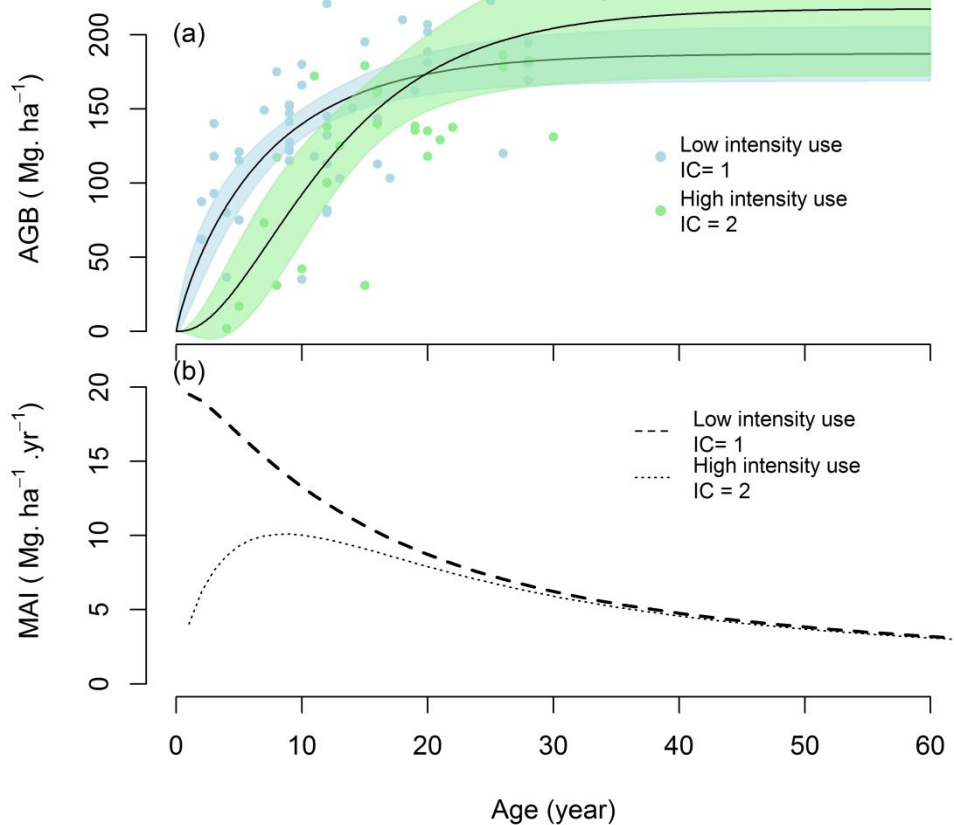 (a)
200
150
100
50
0
AGB ( Mg. ha⁻¹)
Low intensity use
IC= 1
High intensity use
IC = 2
(b)
20
15
10
5
0
MAI ( Mg. ha⁻¹ .yr⁻¹)
Low intensity use
IC= 1
High intensity use
IC = 2
0 10 20 30 40 50 60
Age (year)